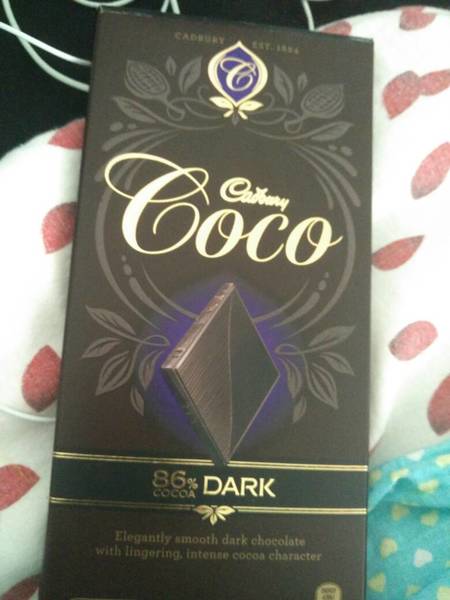 CADBURY EST. 1824
C
Cadbury
Coco
86%
COCOA DARK
Elegantly smooth dark chocolate
with lingering, intense cocoa character